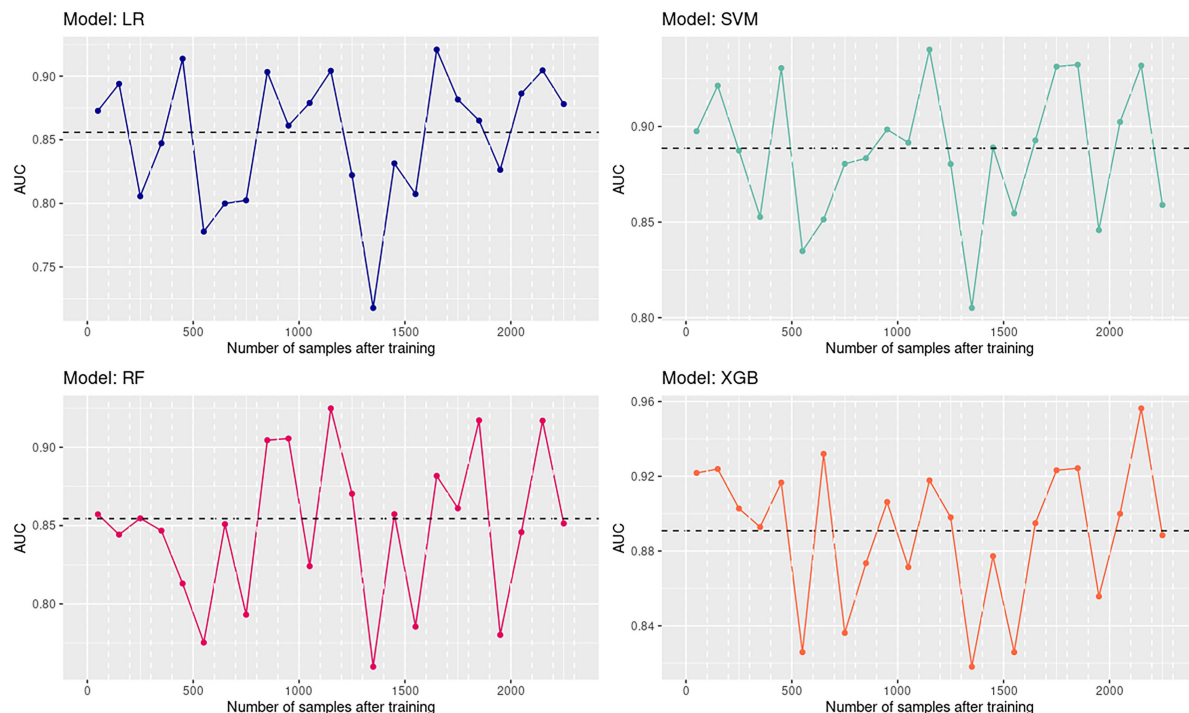 Model: LR
AUC
0.90
0.85
0.80
0.75
0 500 1000 1500 2000
Number of samples after training
Model: SVM
AUC
0.90
0.85
0.80
0 500 1000 1500 2000
Number of samples after training
Model: RF
AUC
0.90
0.85
0.80
0 500 1000 1500 2000
Number of samples after training
Model: XGB
AUC
0.96
0.92
0.88
0.84
0 500 1000 1500 2000
Number of samples after training